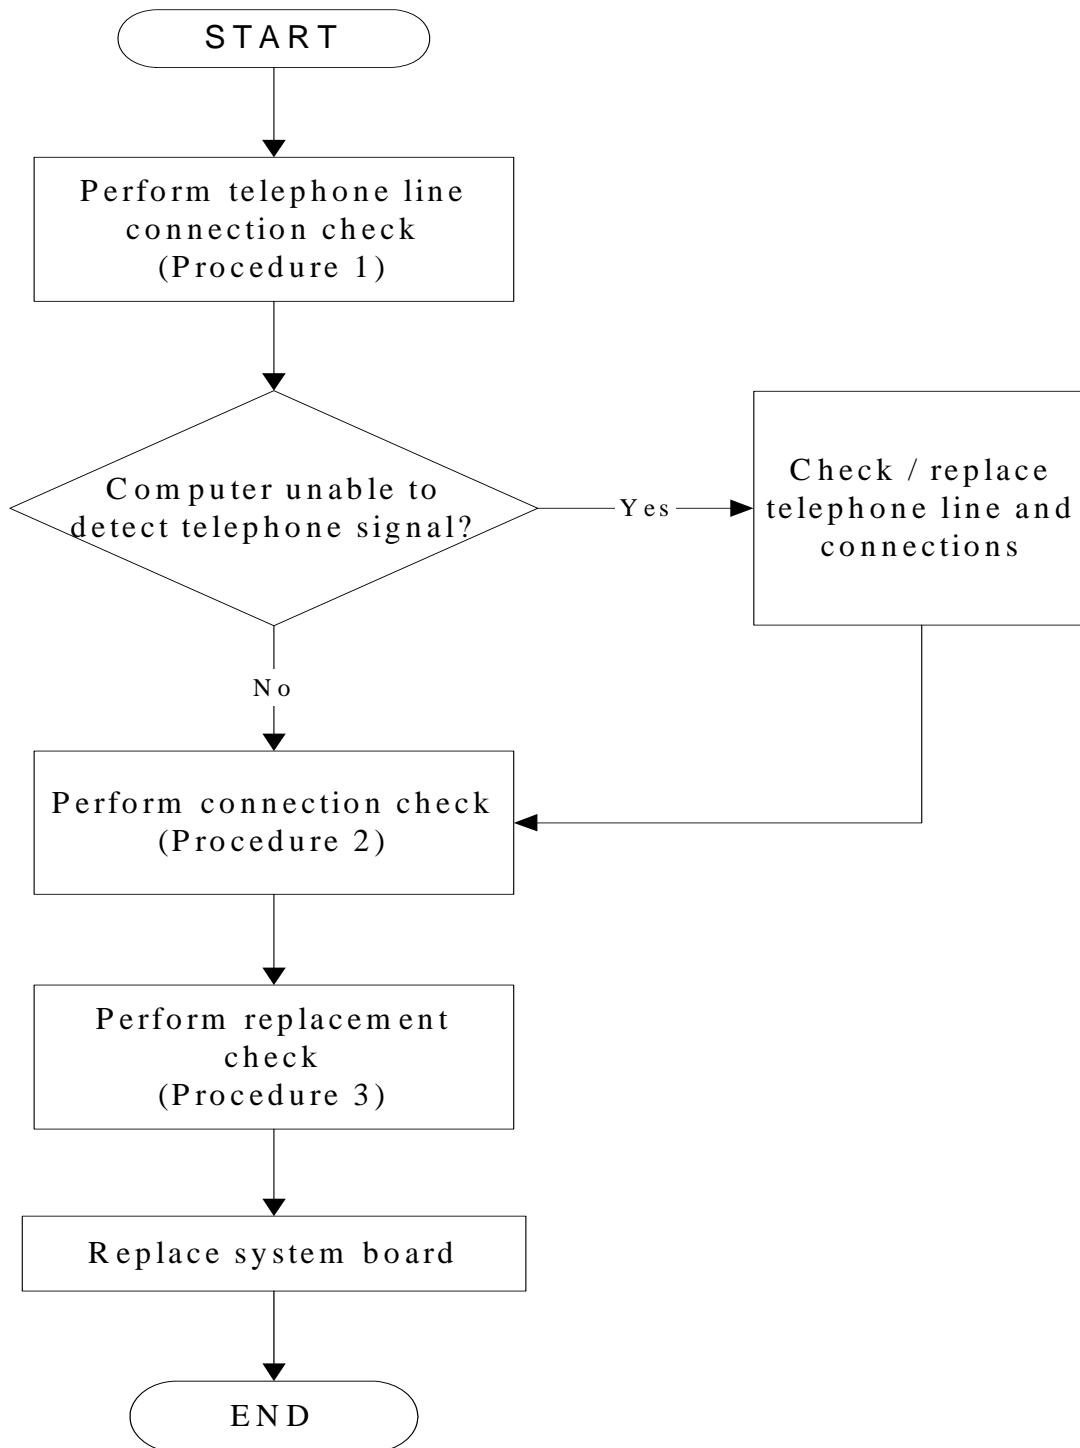 START
Perform telephone line
connection check
(Procedure 1)
Computer unable to
detect telephone signal?
Yes
Check / replace
telephone line and
connections
No
Perform connection check
(Procedure 2)
Perform replacement
check
(Procedure 3)
Replace system board
END